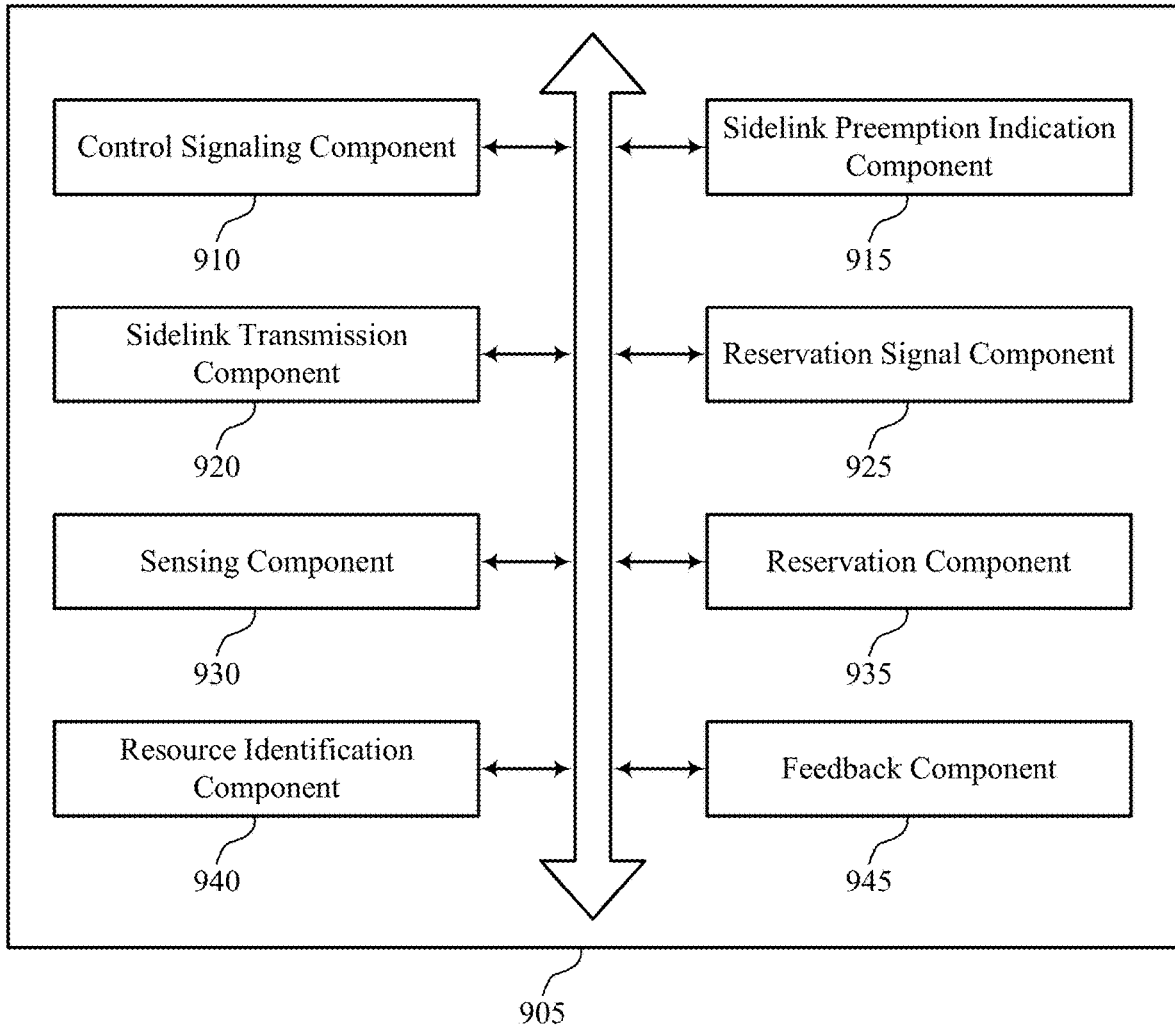 Control Signaling Component
910
Sidelink Preemption Indication
Component
915
Sidelink Transmission
Component
920
Reservation Signal Component
925
Sensing Component
930
Reservation Component
935
Resource Identification
Component
940
Feedback Component
945
905